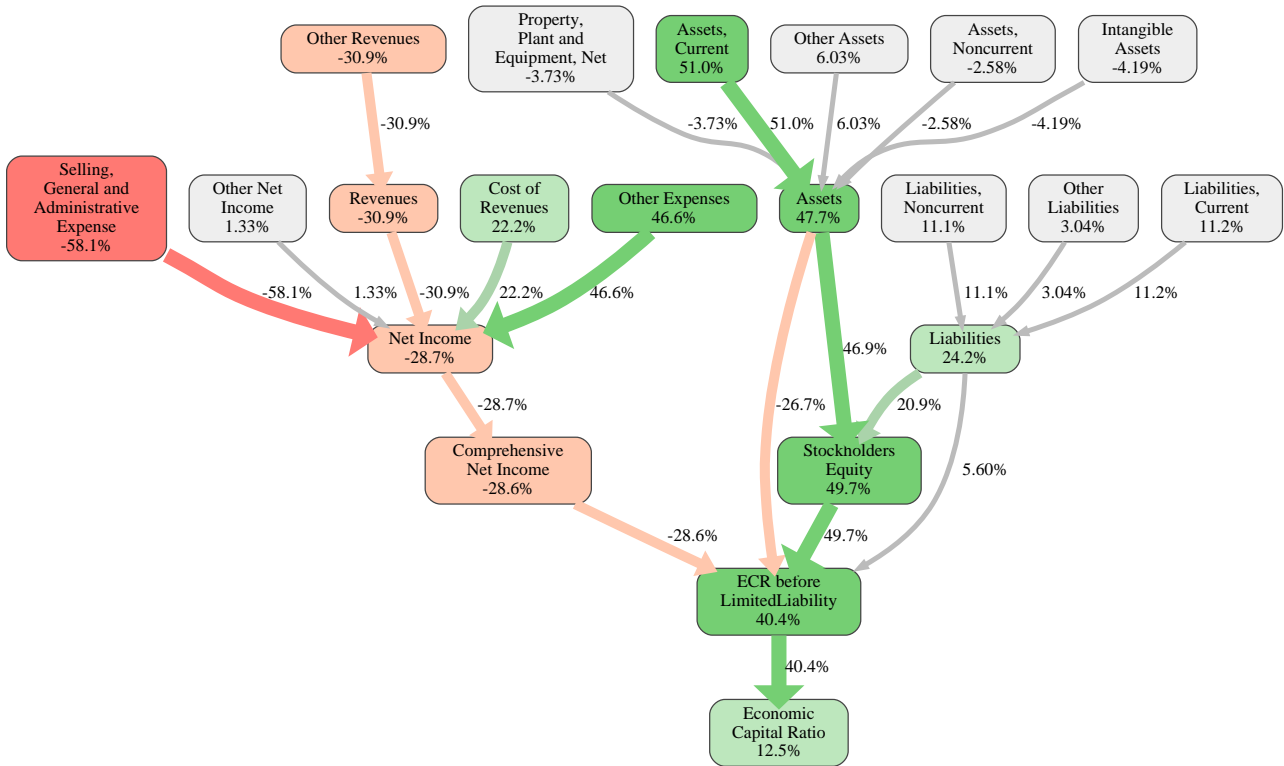 Other Revenues
-30.9%
Property,
Plant and
Equipment, Net
-3.73%
Assets,
Current
51.0%
Other Assets
6.03%
Assets,
Noncurrent
-2.58%
Intangible
Assets
-4.19%
-30.9%
-3.73%
51.0%
6.03%
-2.58%
-4.19%
Selling,
General and
Administrative
Expense
-58.1%
Other Net
Income
1.33%
Revenues
-30.9%
Cost of
Revenues
22.2%
Other Expenses
46.6%
Assets
47.7%
Liabilities,
Noncurrent
11.1%
Other
Liabilities
3.04%
Liabilities,
Current
11.2%
-58.1%
1.33%
-30.9%
22.2%
46.6%
11.1%
3.04%
11.2%
Net Income
-28.7%
46.9%
Liabilities
24.2%
-28.7%
-26.7%
20.9%
Comprehensive
Net Income
-28.6%
Stockholders
Equity
49.7%
5.60%
-28.6%
49.7%
ECR before
LimitedLiability
40.4%
40.4%
Economic
Capital Ratio
12.5%